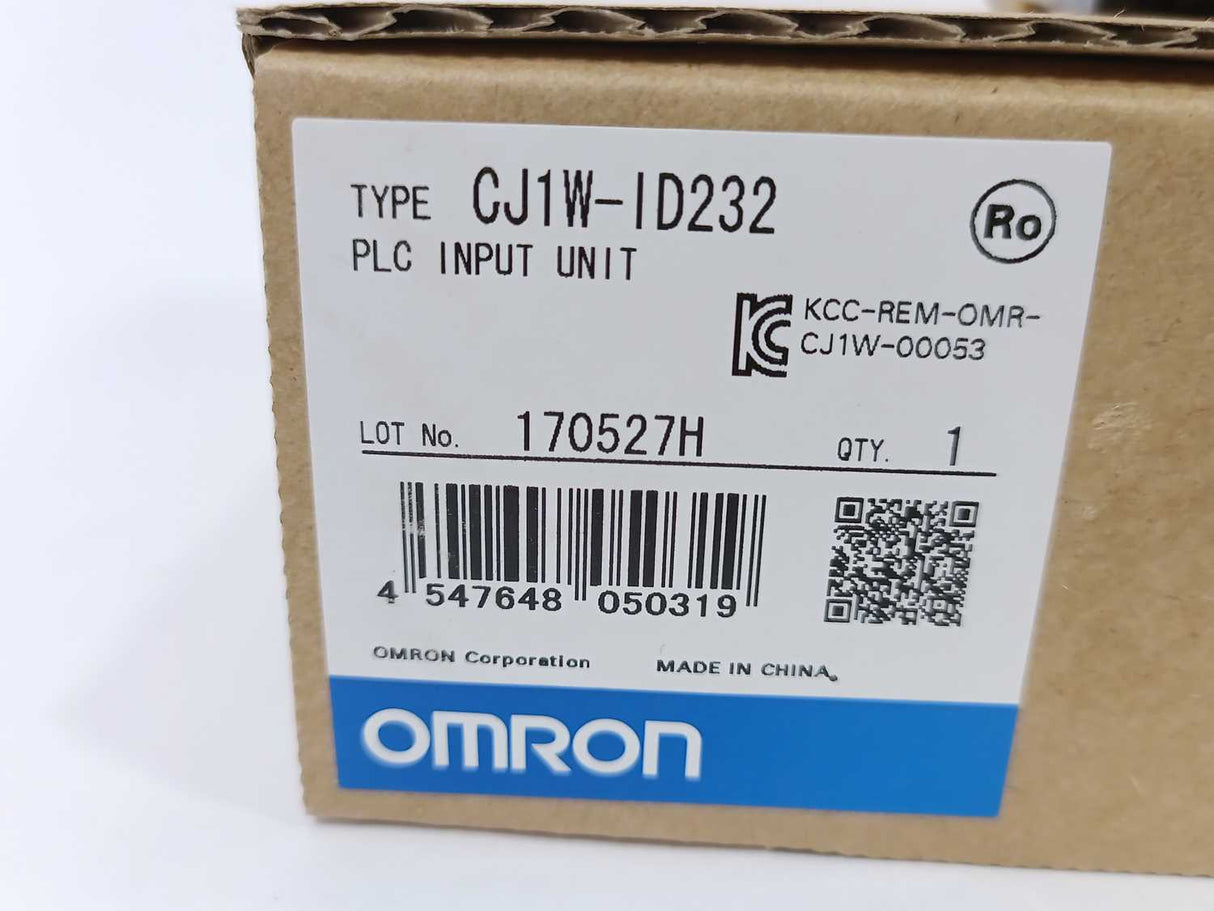 TYPE CJ1W-ID232
Ro
PLC INPUT UNIT
KCC-REM-OMR-
CJ1W-00053
LOT No. 170527H QTY. 1
4 547648 050319
OMRON Corporation MADE IN CHINA
OMRON